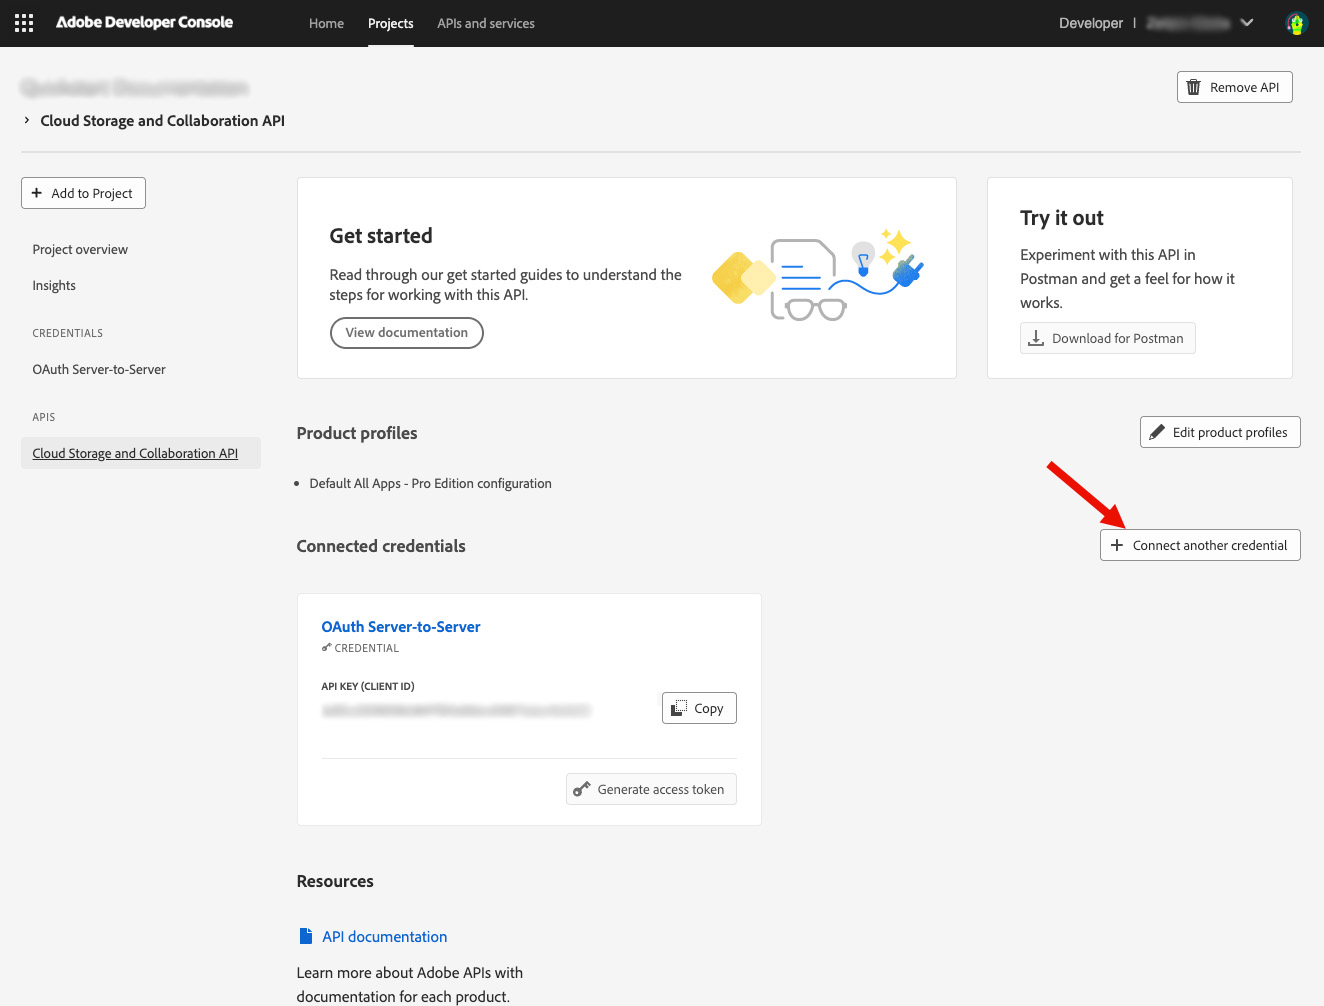 Adobe Developer Console
Home
Projects
APIs and services
Developer |
Remove API
Cloud Storage and Collaboration API
Add to Project
Project overview
Insights
CREDENTIALS
OAuth Server-to-Server
APIS
Cloud Storage and Collaboration API
Get started
Read through our get started guides to understand the
steps for working with this API.
View documentation
Try it out
Experiment with this API in
Postman and get a feel for how it
works.
Download for Postman
Product profiles
Edit product profiles
• Default All Apps - Pro Edition configuration
Connected credentials
Connect another credential
OAuth Server-to-Server
CREDENTIAL
API KEY (CLIENT ID)
Copy
Generate access token
Resources
API documentation
Learn more about Adobe APIs with
documentation for each product.